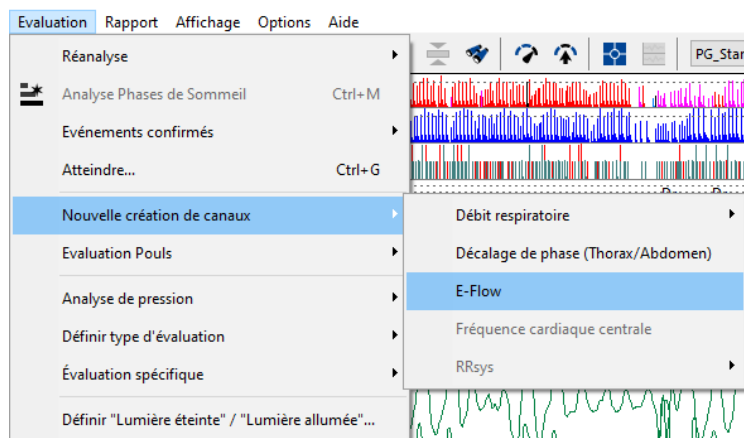 Evaluation Rapport Affichage Options Aide
Réanalyse
PG_Star
Analyse Phases de Sommeil Ctrl+M
Evénements confirmés
Atteindre... Ctrl+G
Nouvelle création de canaux
Débit respiratoire
Evaluation Pouls
Décalage de phase (Thorax/Abdomen)
Analyse de pression
E-Flow
Définir type d'évaluation
Fréquence cardiaque centrale
Évaluation spécifique
RRsys
Définir "Lumière éteinte" / "Lumière allumée"...